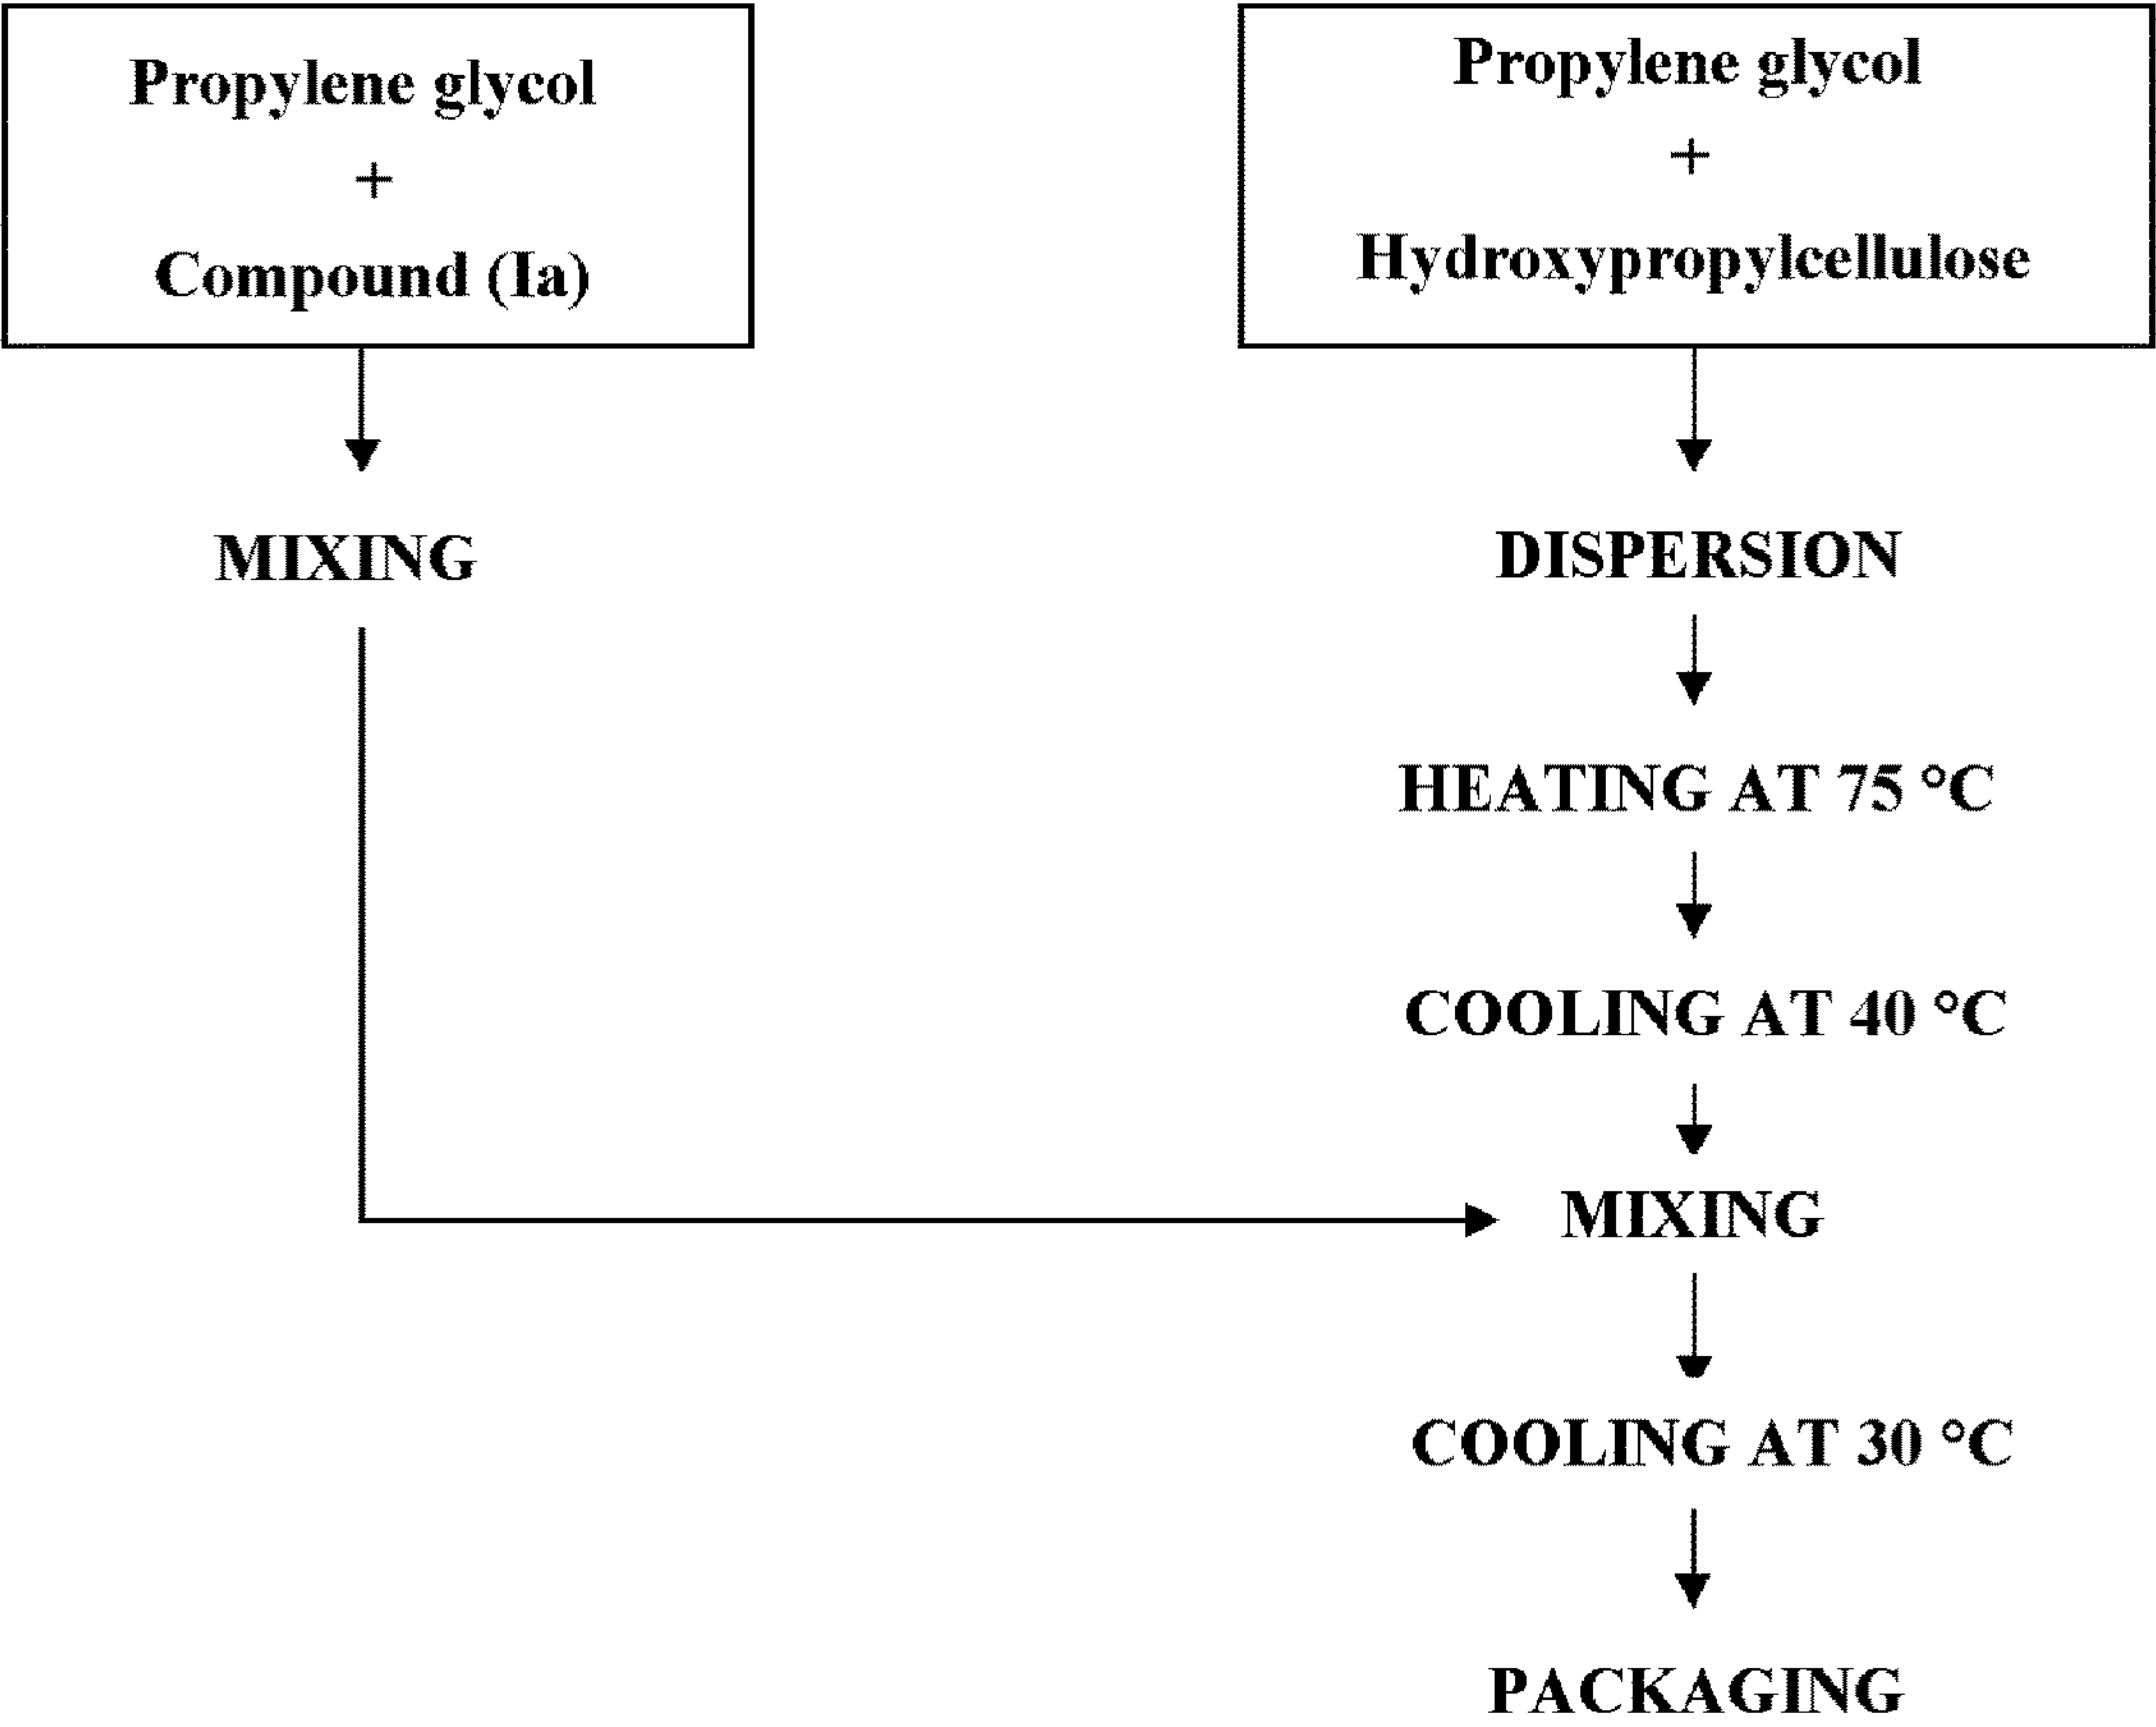 Propylene glycol
+
Compound (Ia)
Propylene glycol
+
Hydroxypropylcellulose
MIXING
DISPERSION
HEATING AT 75 °C
COOLING AT 40 °C
MIXING
COOLING AT 30 °C
PACKAGING